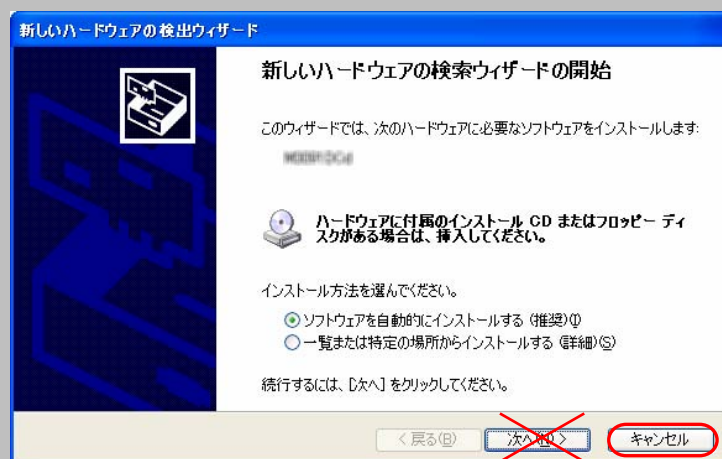 新しいハードウェアの検出ウィザード
新しいハードウェアの検索ウィザードの開始
このウィザードでは、次のハードウェアに必要なソフトウェアをインストールします:
ハードウェアに付属のインストール CD またはフロッピー ディ
スクがある場合は、挿入してください。
インストール方法を選んでください。
ソフトウェアを自動的にインストールする (推奨)(I)
一覧または特定の場所からインストールする (詳細)(S)
続行するには、[次へ] をクリックしてください。
< 戻る(B)
次へ(N) >
キャンセル